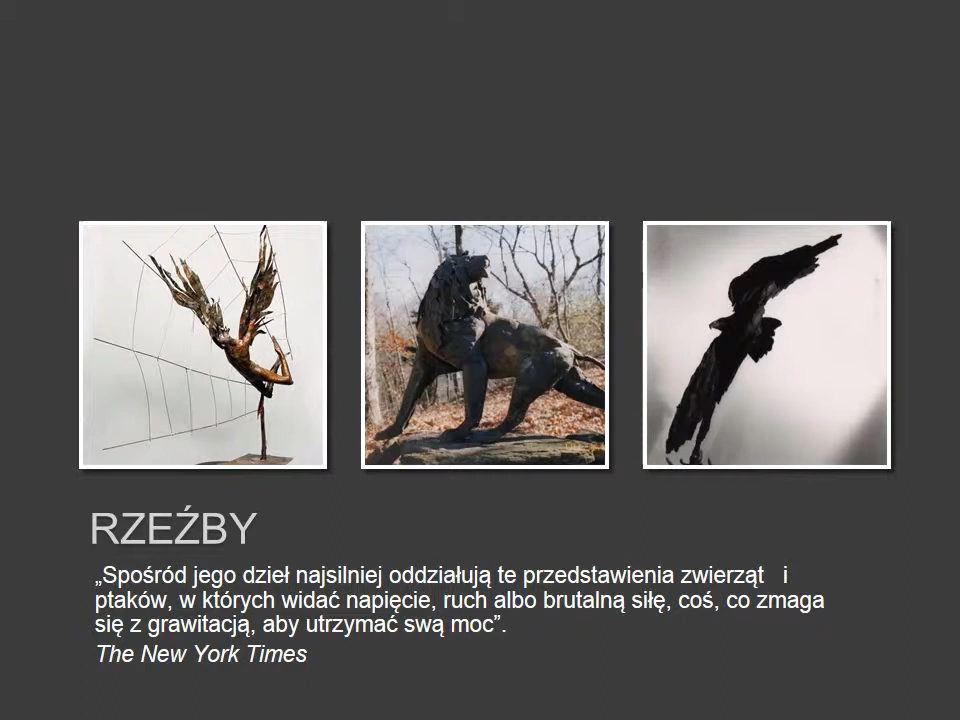 RZEŹBY
„Spośród jego dzieł najsilniej oddziałują te przedstawienia zwierząt i
ptaków, w których widać napięcie, ruch albo brutalną siłę, coś, co zmaga
się z grawitacją, aby utrzymać swą moc”.
The New York Times